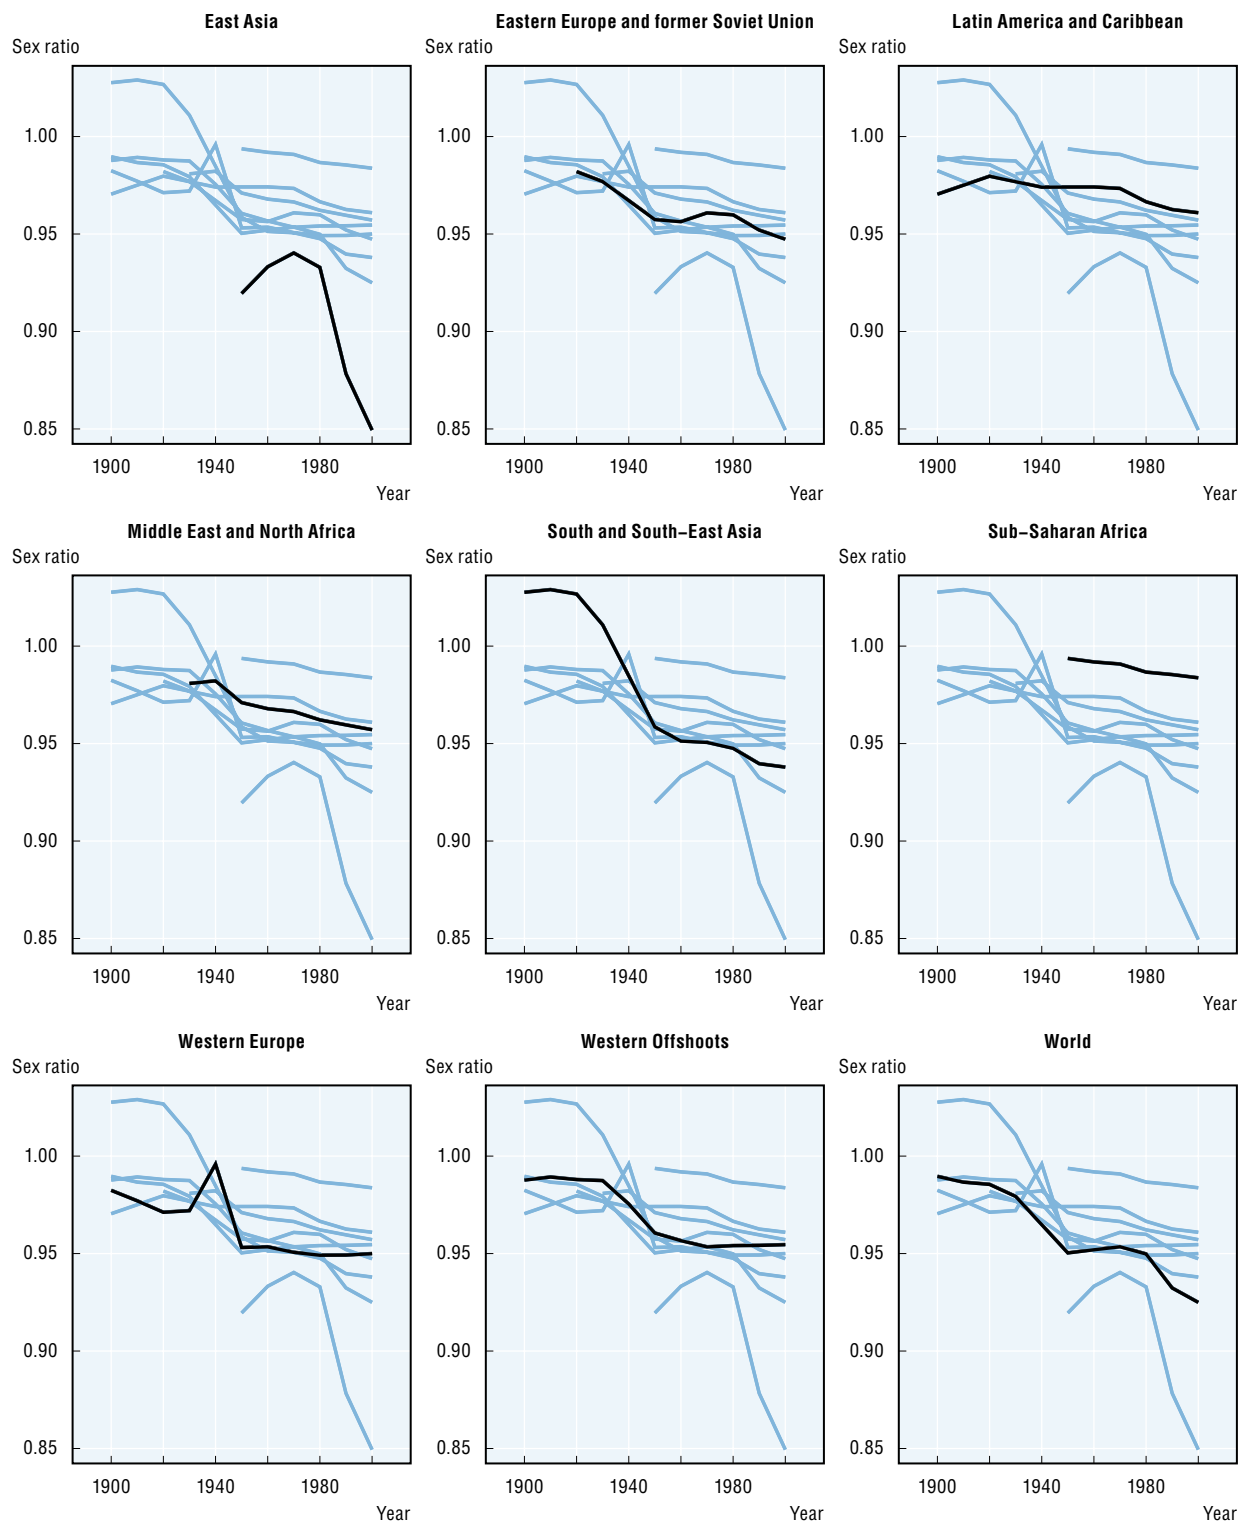 East Asia
Eastern Europe and former Soviet Union
Latin America and Caribbean
Sex ratio
Sex ratio
Sex ratio
1.00
0.95
0.90
0.85
1900 1940 1980
Year
1.00
0.95
0.90
0.85
1900 1940 1980
Year
1.00
0.95
0.90
0.85
1900 1940 1980
Year
Middle East and North Africa
South and South–East Asia
Sub–Saharan Africa
Sex ratio
Sex ratio
Sex ratio
1.00
0.95
0.90
0.85
1900 1940 1980
Year
1.00
0.95
0.90
0.85
1900 1940 1980
Year
1.00
0.95
0.90
0.85
1900 1940 1980
Year
Western Europe
Western Offshoots
World
Sex ratio
Sex ratio
Sex ratio
1.00
0.95
0.90
0.85
1900 1940 1980
Year
1.00
0.95
0.90
0.85
1900 1940 1980
Year
1.00
0.95
0.90
0.85
1900 1940 1980
Year